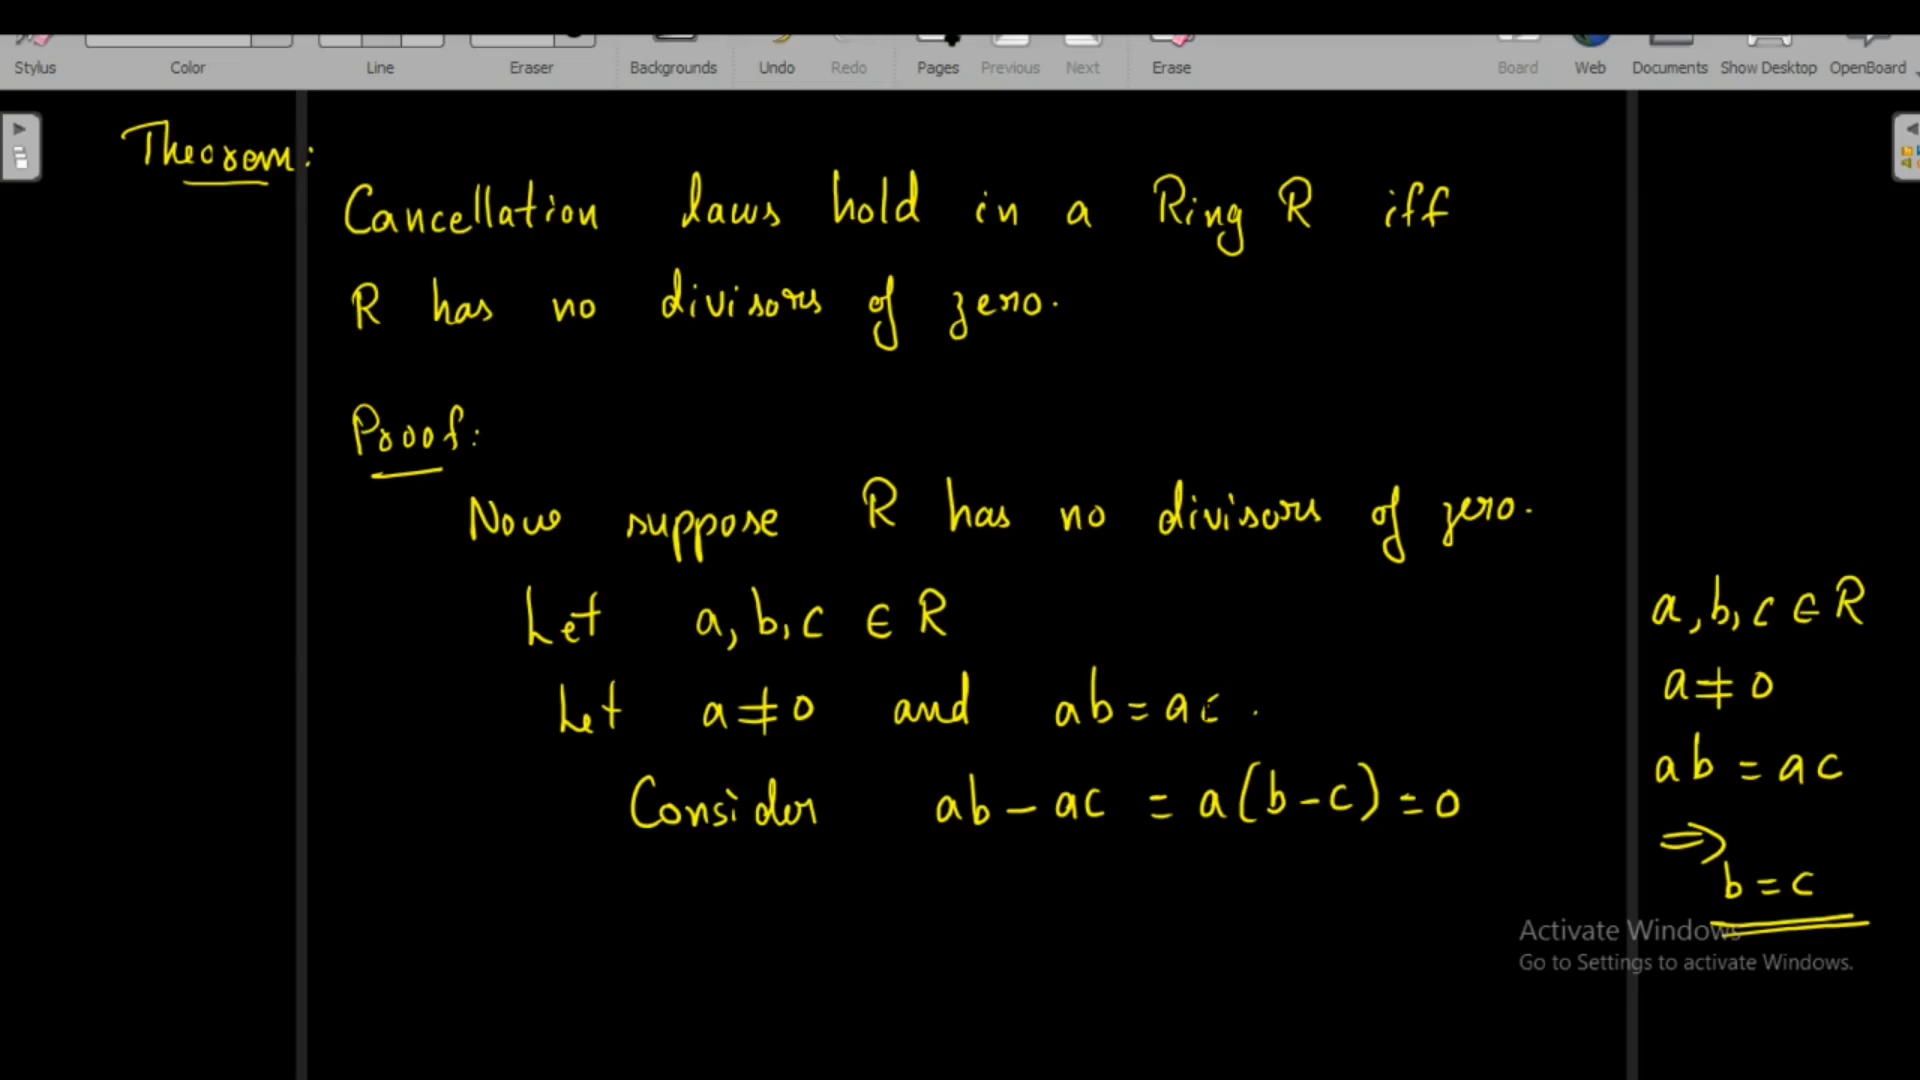 Stylus Color Line Eraser Backgrounds Undo Redo Pages Previous Next Erase Board Web Documents Show Desktop OpenBoard
Theorem:
Cancellation laws hold in a Ring R iff
R has no divisors of zero.
Proof:
Now suppose R has no divisors of zero.
Let a, b, c ∈ R
Let a ≠ 0 and ab = ac.
Consider ab - ac = a(b-c) = 0
a, b, c ∈ R
a ≠ 0
ab = ac
⇒
b = c
Activate Windows
Go to Settings to activate Windows.